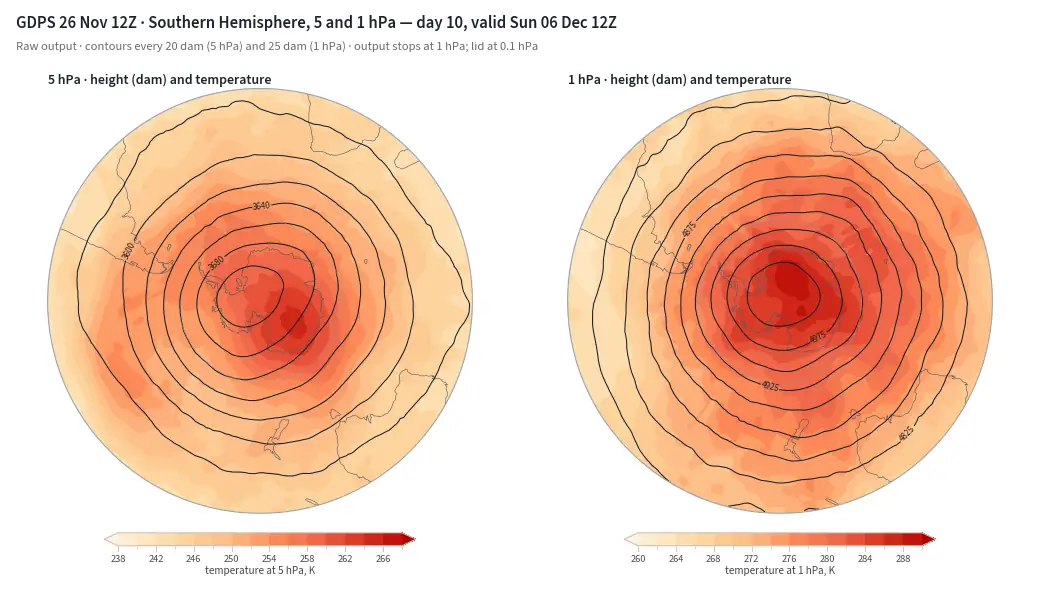 GDPS 26 Nov 12Z · Southern Hemisphere, 5 and 1 hPa — day 10, valid Sun 06 Dec 12Z
Raw output · contours every 20 dam (5 hPa) and 25 dam (1 hPa) · output stops at 1 hPa; lid at 0.1 hPa
5 hPa · height (dam) and temperature
1 hPa · height (dam) and temperature
3640
3600
3680
4875
4975
4925
4825
238 242 246 250 254 258 262 266
temperature at 5 hPa, K
260 264 268 272 276 280 284 288
temperature at 1 hPa, K